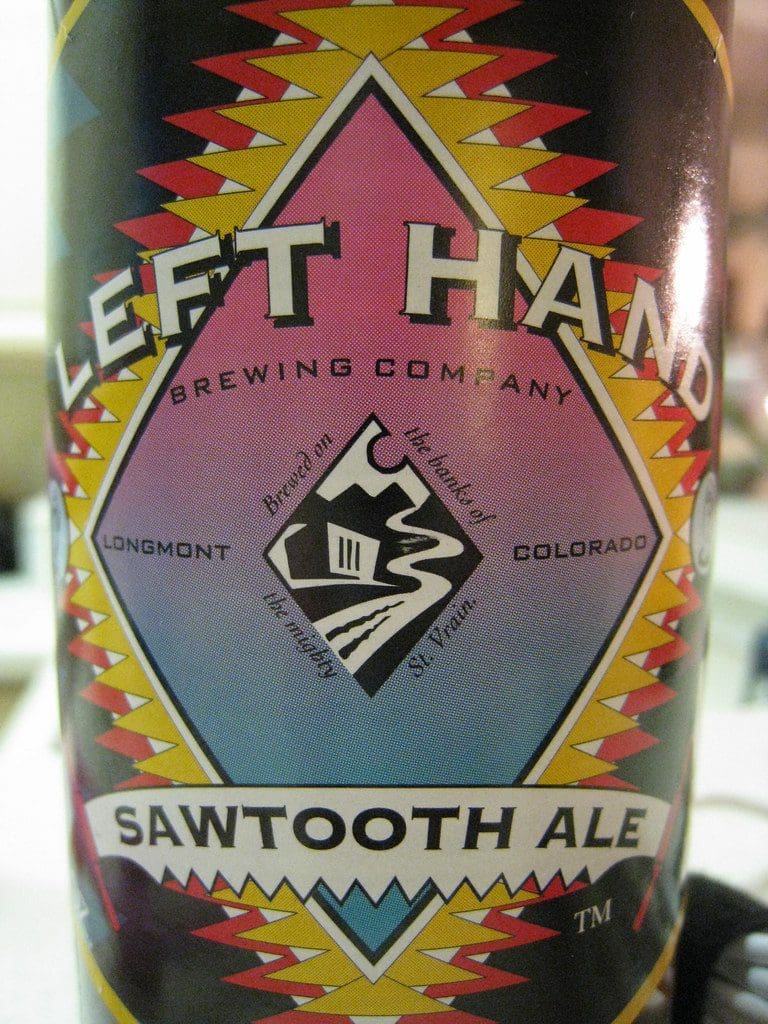 LEFT HAND
BREWING COMPANY
Brewed on
the banks of
LONGMONT
COLORADO
the mighty
St. Vrain.
SAWTOOTH ALE
TM